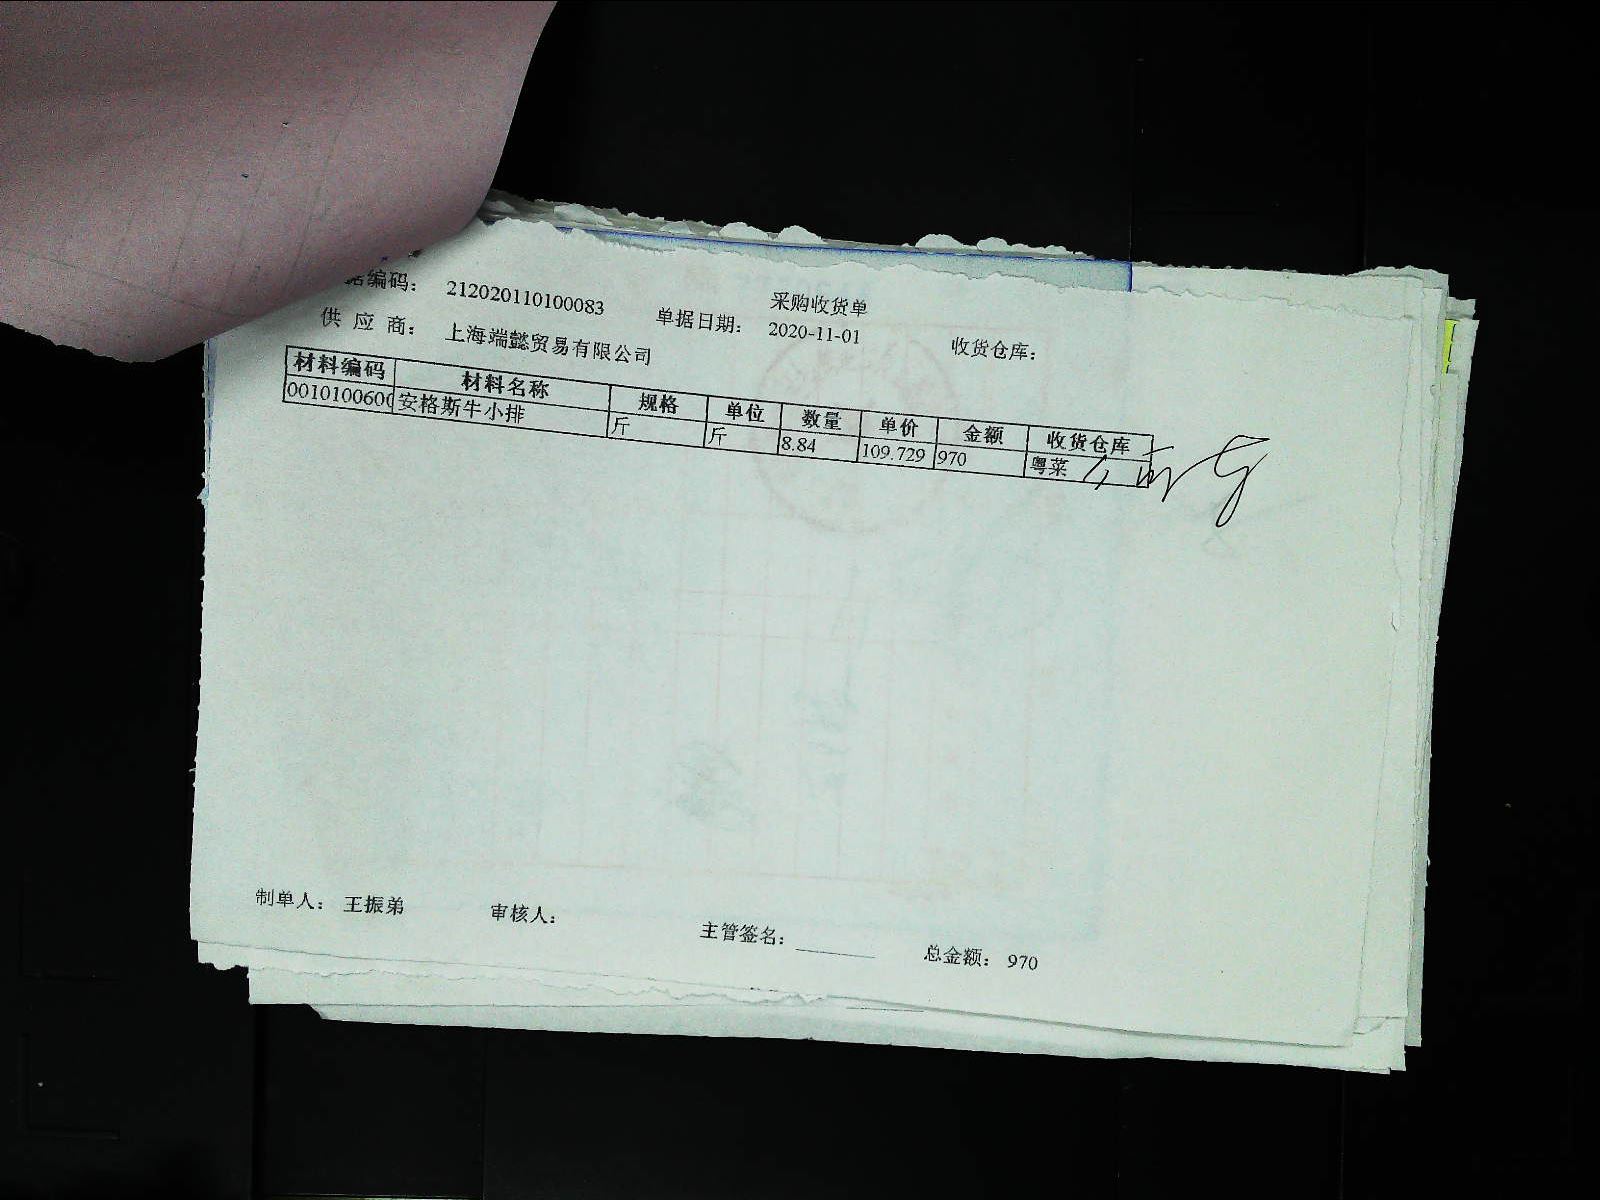 采购收货单
据编码： 212020110100083 单据日期： 2020-11-01 收货仓库：
供 应 商： 上海端懿贸易有限公司
材料编码 材料名称 规格 单位 数量 单价 金额 收货仓库
0010100600 安格斯牛小排 斤 斤 8.84 109.729 970 粤菜
制单人： 王振弟 审核人： 主管签名： 总金额： 970